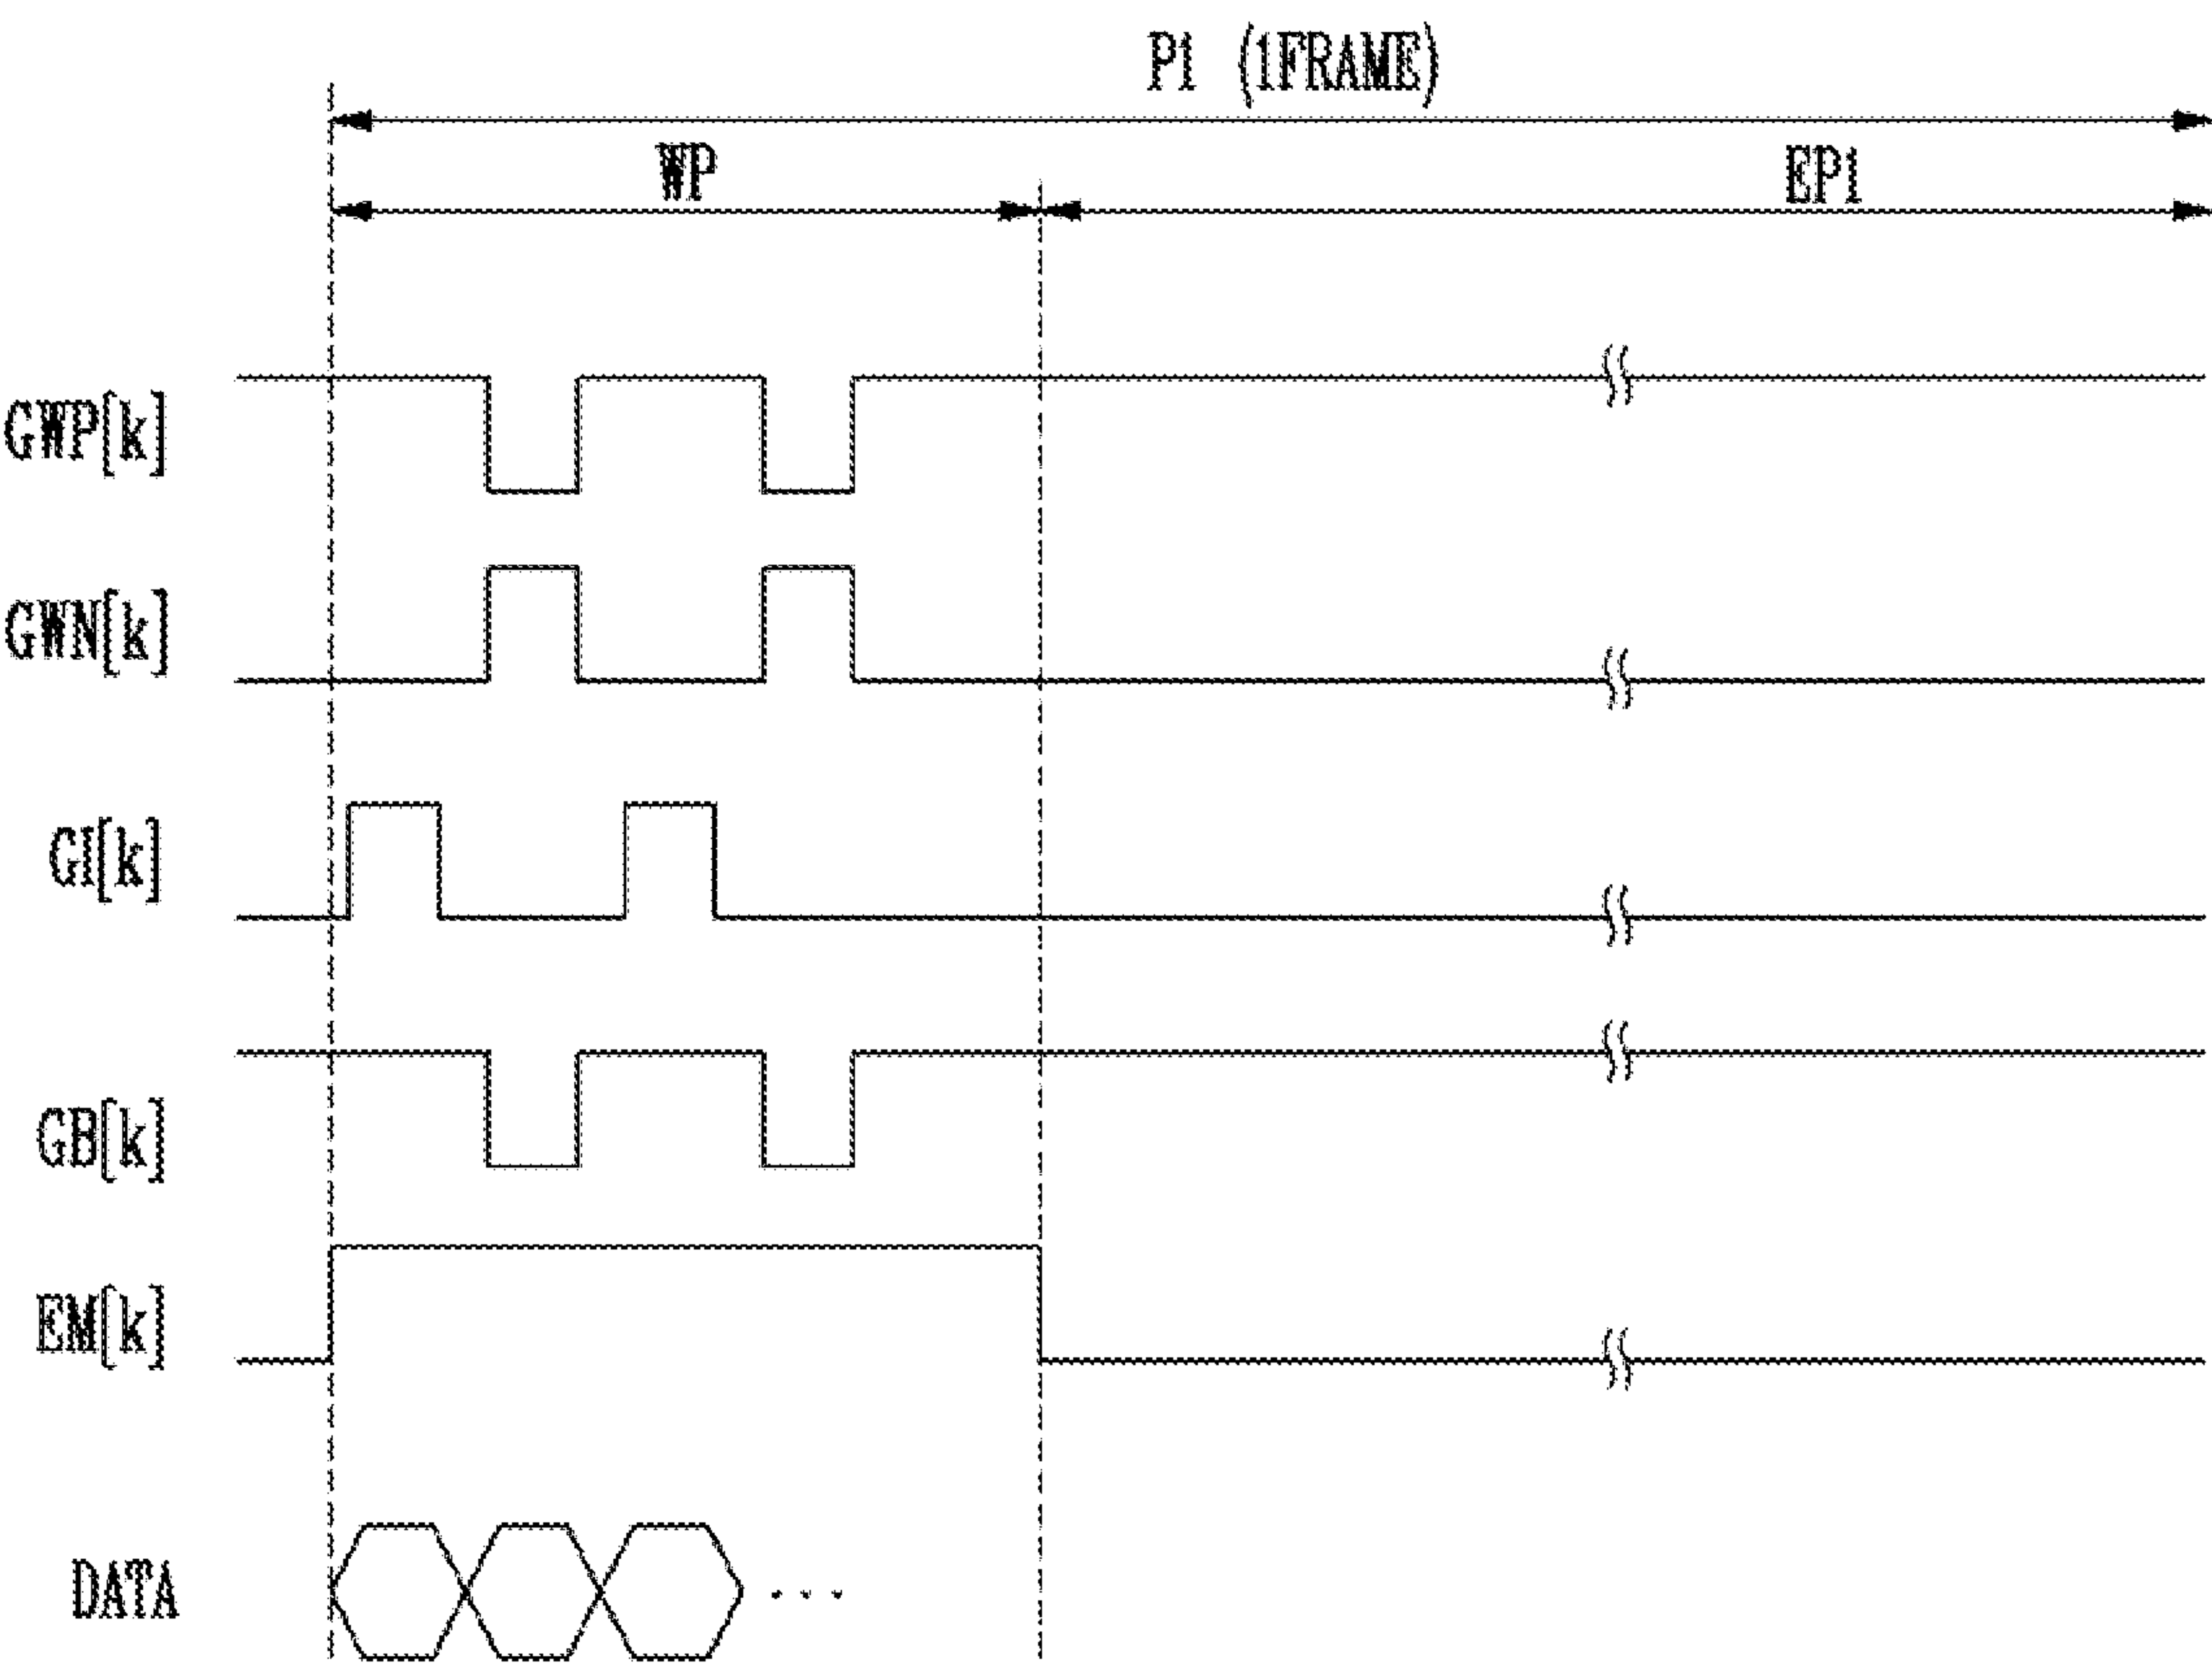 P1 (1FRAME)
WP
EP1
GWP[k]
GWN[k]
GI[k]
GB[k]
EM[k]
DATA
...